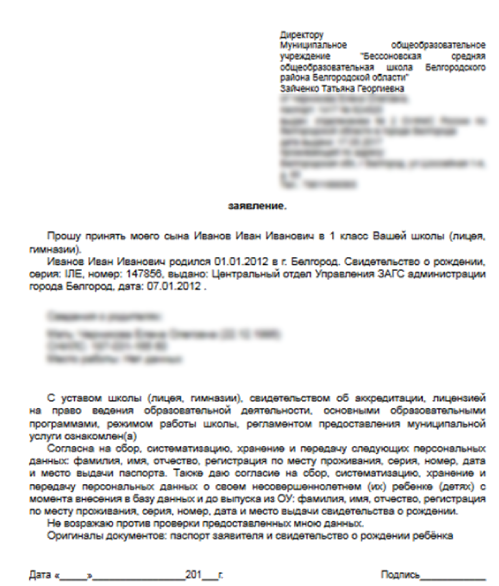 Директору
Муниципальное общеобразовательное
учреждение "Бессоновская средняя
общеобразовательная школа Белгородского
района Белгородской области"
Зайченко Татьяна Георгиевна
заявление.
Прошу принять моего сына Иванов Иван Иванович в 1 класс Вашей школы (лицея,
гимназии).
Иванов Иван Иванович родился 01.01.2012 в г. Белгород. Свидетельство о рождении,
серия: IЛЕ, номер: 147856, выдано: Центральный отдел Управления ЗАГС администрации
города Белгород, дата: 07.01.2012 .
С уставом школы (лицея, гимназии), свидетельством об аккредитации, лицензией
на право ведения образовательной деятельности, основными образовательными
программами, режимом работы школы, регламентом предоставления муниципальной
услуги ознакомлен(а)
Согласна на сбор, систематизацию, хранение и передачу следующих персональных
данных: фамилия, имя, отчество, регистрация по месту проживания, серия, номер, дата
и место выдачи паспорта. Также даю согласие на сбор, систематизацию, хранение и
передачу персональных данных о своем несовершеннолетнем (их) ребенке (детях) с
момента внесения в базу данных и до выпуска из ОУ: фамилия, имя, отчество, регистрация
по месту проживания, серия, номер, дата и место выдачи свидетельства о рождении.
Не возражаю против проверки предоставленных мною данных.
Оригиналы документов: паспорт заявителя и свидетельство о рождении ребёнка
Дата «_____»_________________201___г. Подпись____________